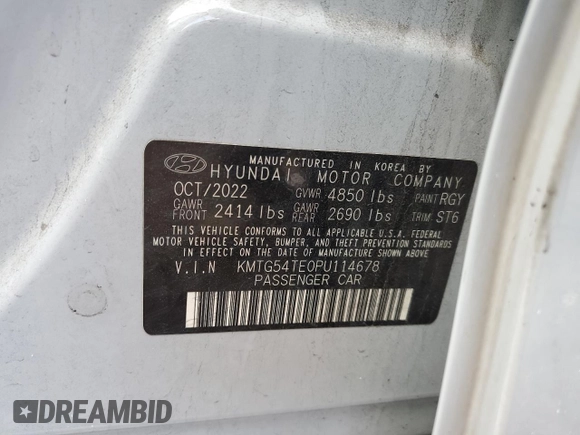 MANUFACTURED IN KOREA BY
HYUNDAI MOTOR COMPANY
OCT/2022 GVWR 4850 lbs PAINT RGY
GAWR FRONT 2414 lbs GAWR REAR 2690 lbs TRIM ST6
THIS VEHICLE CONFORMS TO ALL APPLICABLE U.S.A. FEDERAL
MOTOR VEHICLE SAFETY, BUMPER, AND THEFT PREVENTION
STANDARDS IN EFFECT ON THE DATE OF MANUFACTURE SHOWN ABOVE.
V.I.N KMTG54TE0PU114678
PASSENGER CAR
DREAMBID